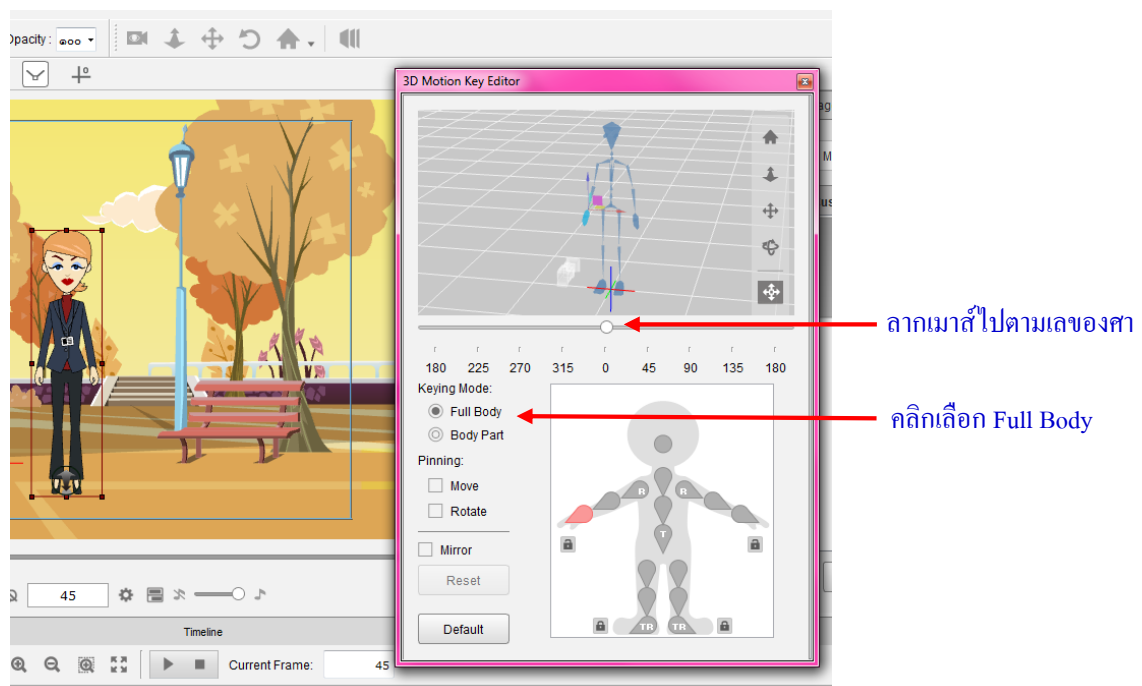 Opacity : ๑๐๐
3D Motion Key Editor
ลากเมาส์ไปตามเลขของศา
180 225 270 315 0 45 90 135 180
Keying Mode:
Full Body
คลิกเลือก Full Body
Body Part
Pinning:
Move
R R
Rotate
T
Mirror
Reset
45
TR TR
Default
Timeline
Current Frame: 45